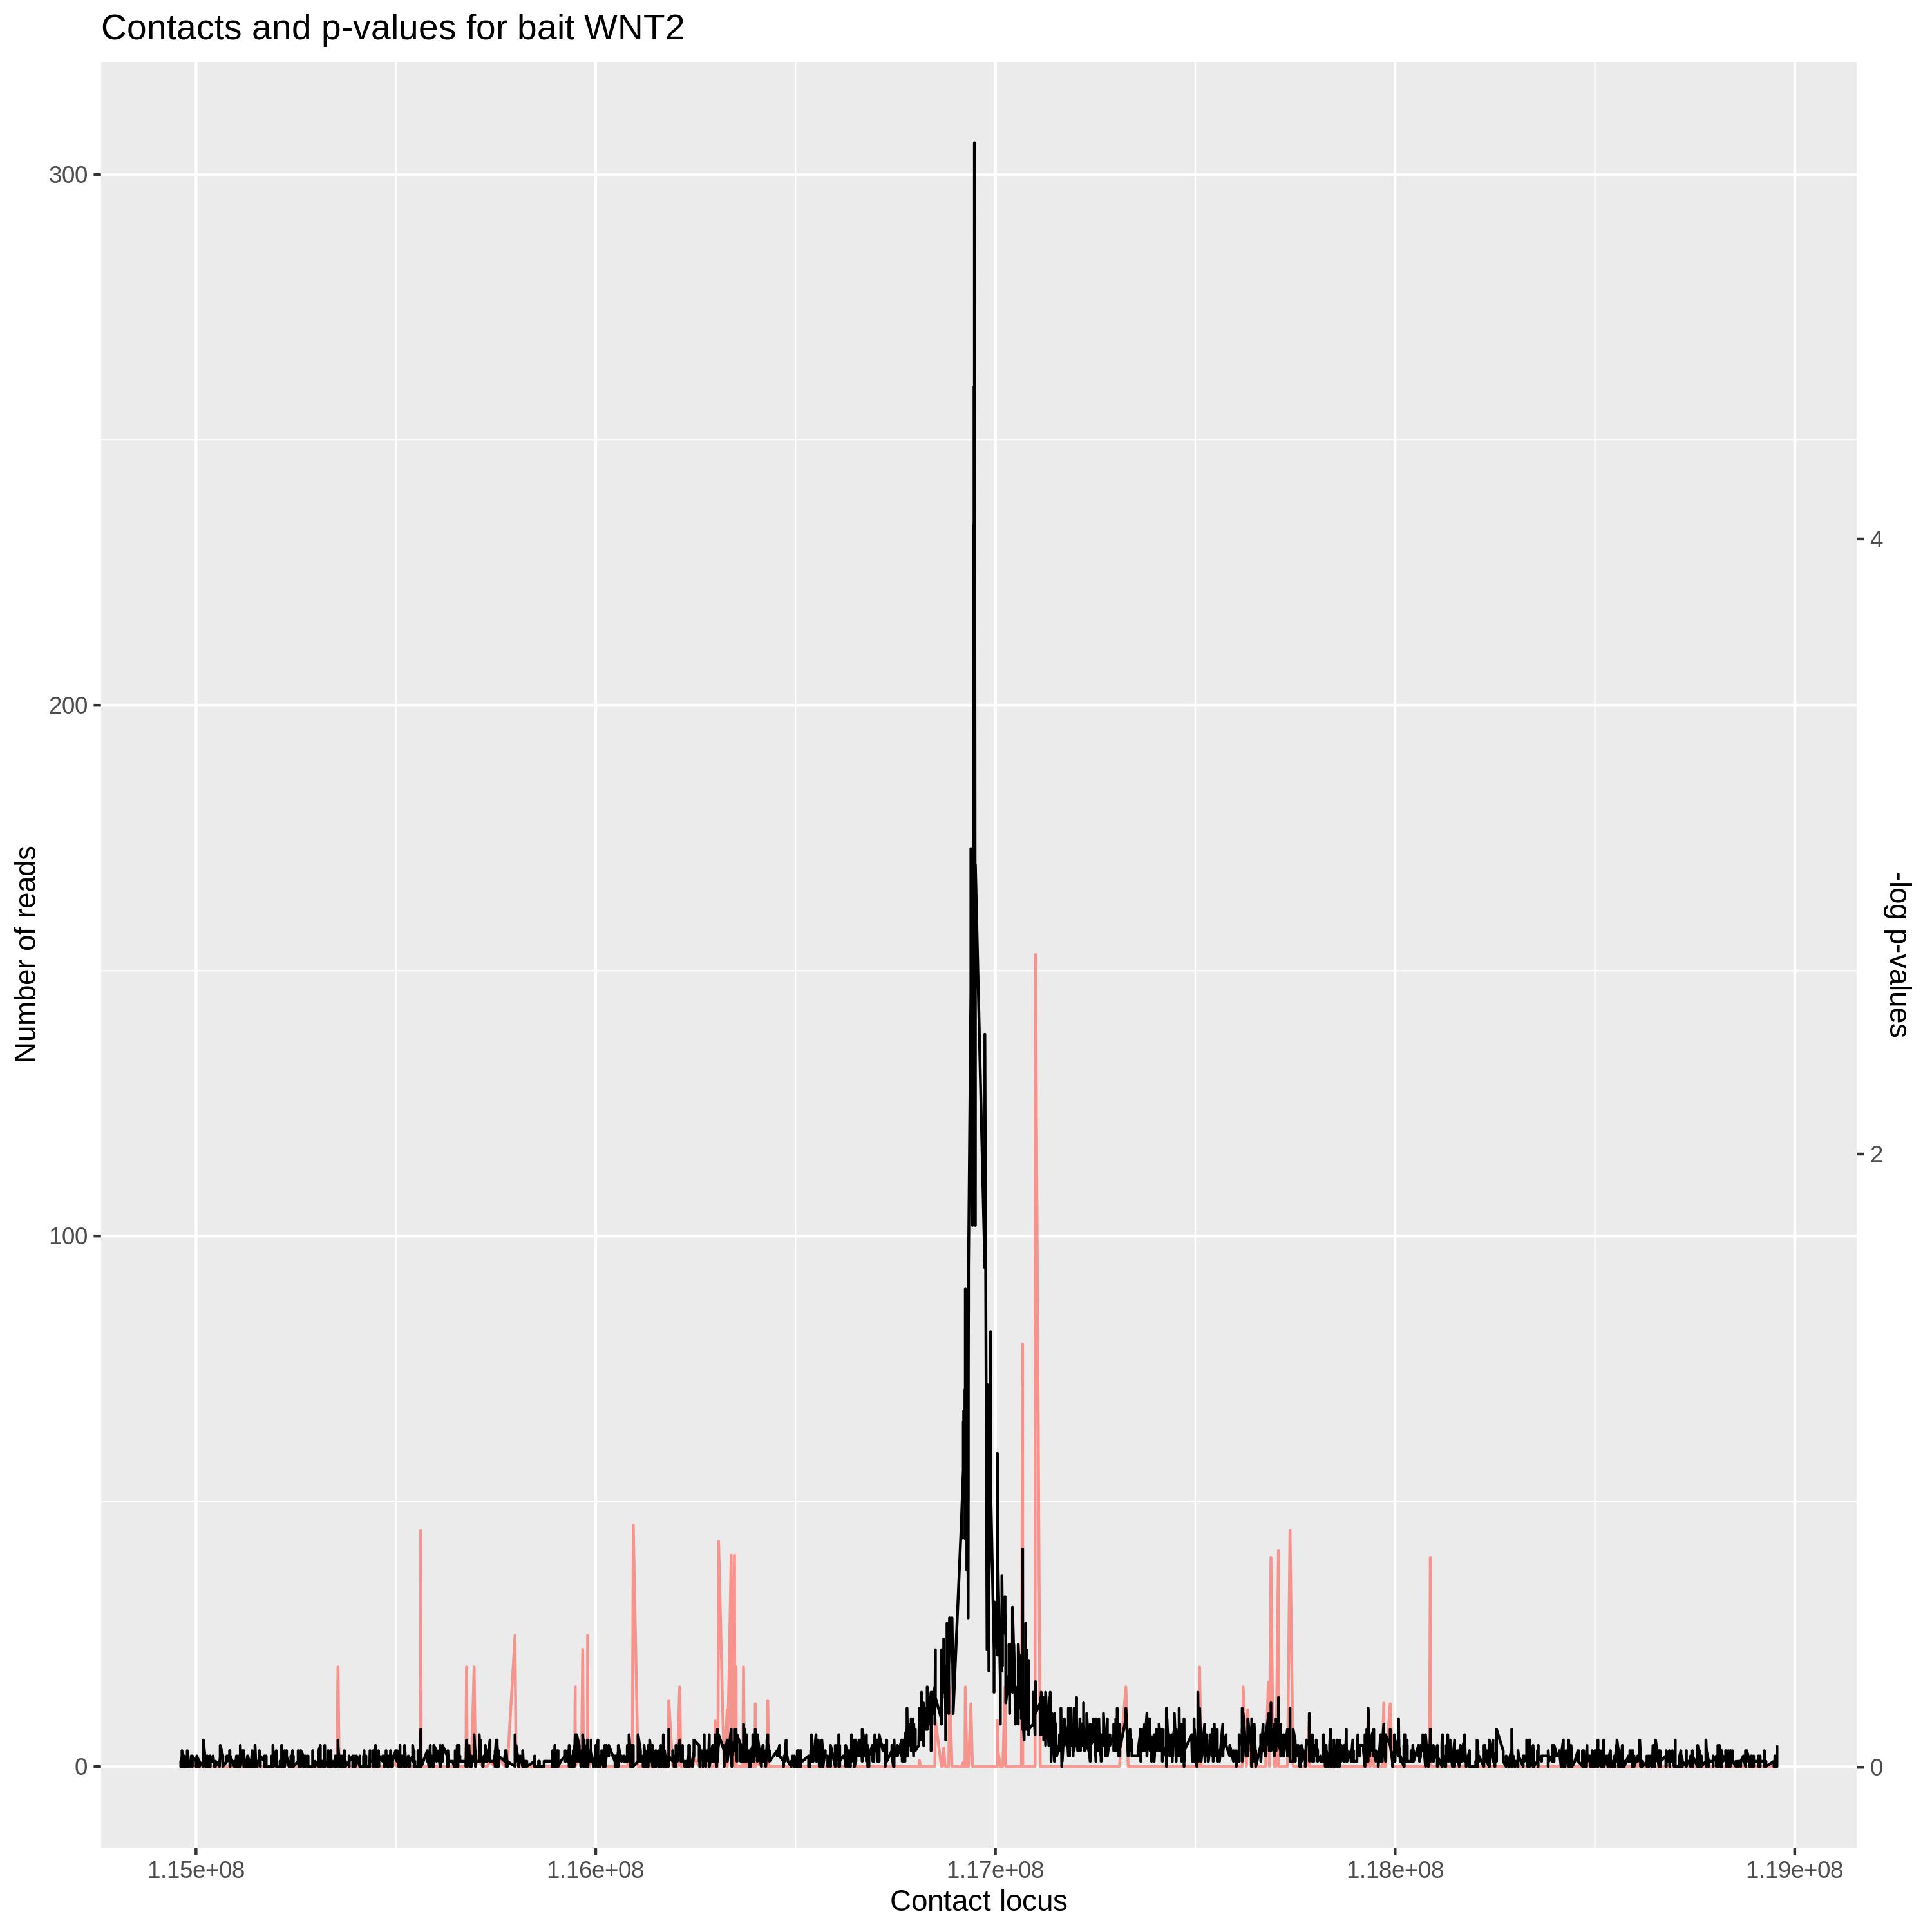 Contacts and p-values for bait WNT2
300
200
100
0
Number of reads
4
2
0
-log p-values
1.15e+08
1.16e+08
1.17e+08
1.18e+08
1.19e+08
Contact locus